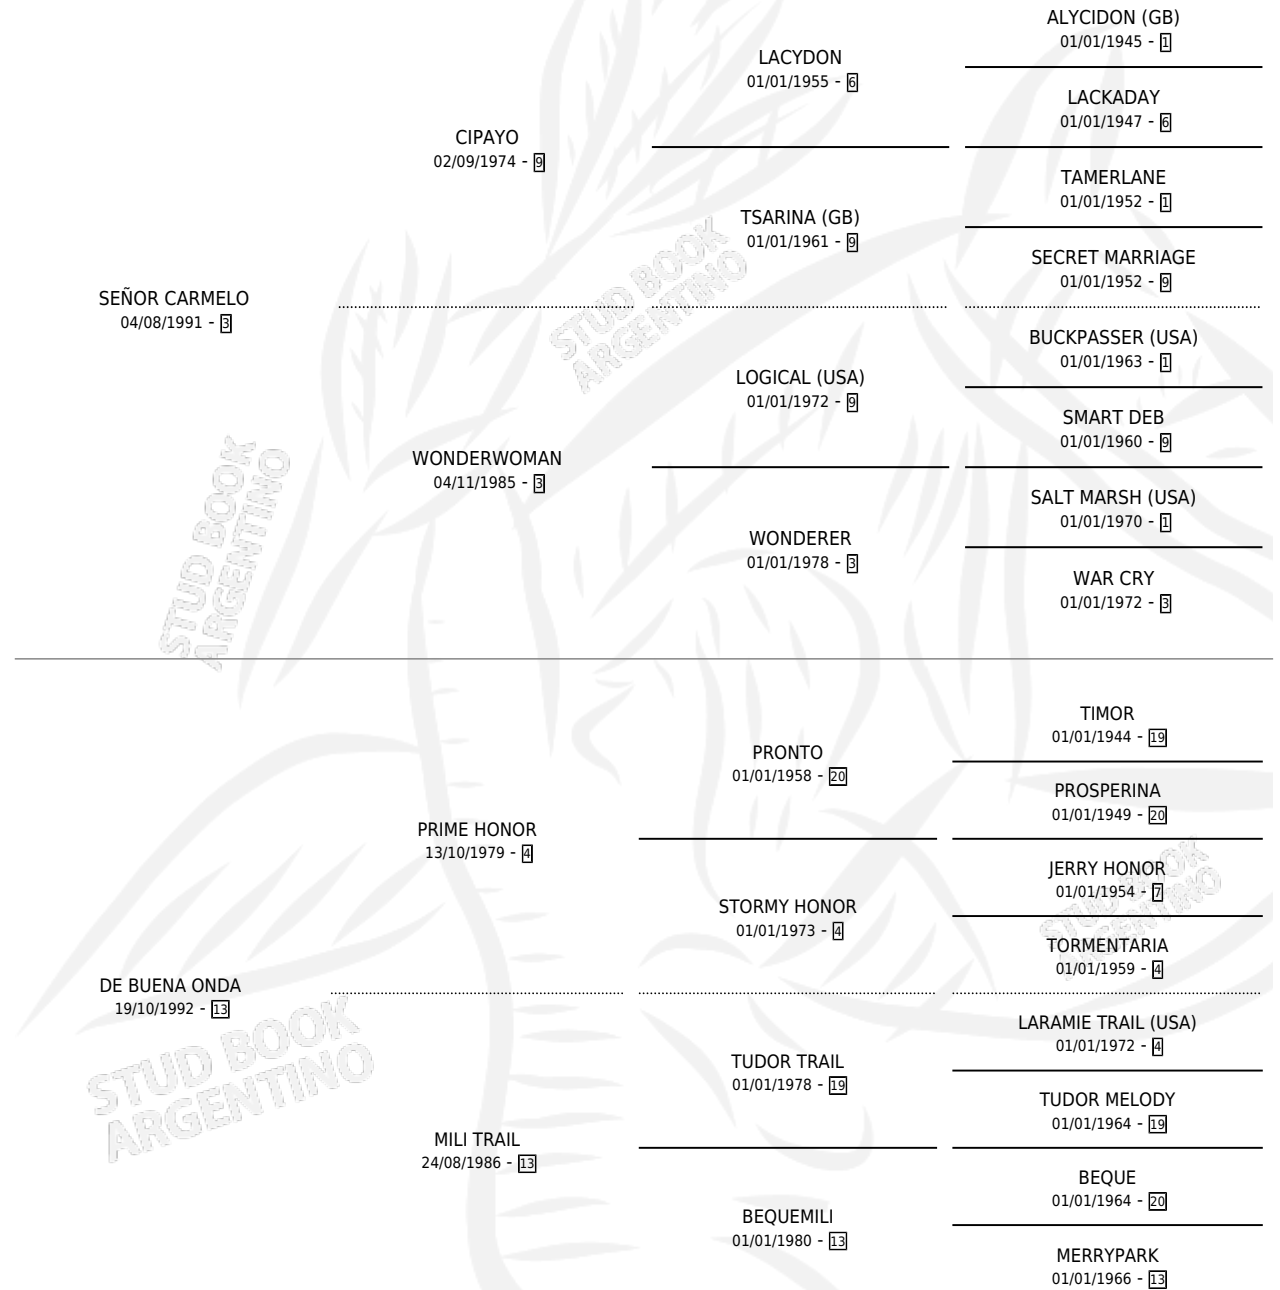 ALYCIDON (GB)
01/01/1945 - 1
LACYDON
01/01/1955 - 6
LACKADAY
01/01/1947 - 6
CIPAYO
02/09/1974 - 9
TAMERLANE
01/01/1952 - 1
TSARINA (GB)
01/01/1961 - 9
SECRET MARRIAGE
01/01/1952 - 9
SEÑOR CARMELO
04/08/1991 - 3
BUCKPASSER (USA)
01/01/1963 - 1
LOGICAL (USA)
01/01/1972 - 9
SMART DEB
01/01/1960 - 9
WONDERWOMAN
04/11/1985 - 3
SALT MARSH (USA)
01/01/1970 - 1
WONDERER
01/01/1978 - 3
WAR CRY
01/01/1972 - 3
TIMOR
01/01/1944 - 19
PRONTO
01/01/1958 - 20
PROSPERINA
01/01/1949 - 20
PRIME HONOR
13/10/1979 - 4
JERRY HONOR
01/01/1954 - 7
STORMY HONOR
01/01/1973 - 4
TORMENTARIA
01/01/1959 - 4
DE BUENA ONDA
19/10/1992 - 13
LARAMIE TRAIL (USA)
01/01/1972 - 4
TUDOR TRAIL
01/01/1978 - 19
TUDOR MELODY
01/01/1964 - 19
MILI TRAIL
24/08/1986 - 13
BEQUE
01/01/1964 - 20
BEQUEMILI
01/01/1980 - 13
MERRYPARK
01/01/1966 - 13
STUD BOOK
ARGENTINO
STUD BOOK
ARGENTINO
STUD BOOK
ARGENTINO
STUD BOOK
ARGENTINO